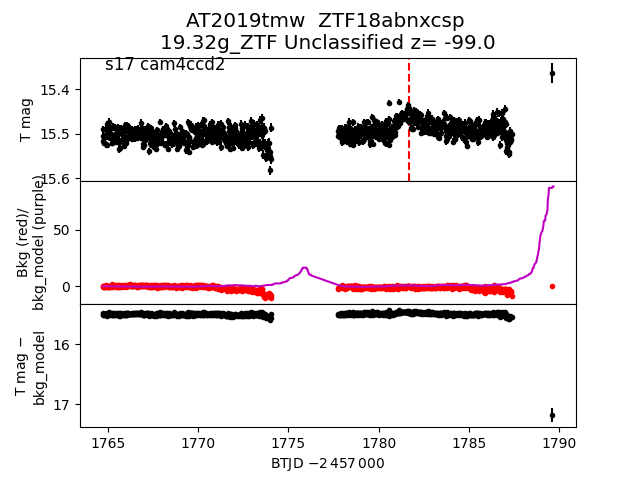 AT2019tmw  ZTF18abnxcsp
19.32g_ZTF Unclassified z= -99.0
s17 cam4ccd2
T mag
15.4
15.5
15.6
Bkg (red)/
bkg_model (purple)
50
0
T mag −
bkg_model
16
17
1765 1770 1775 1780 1785 1790
BTJD −2 457 000